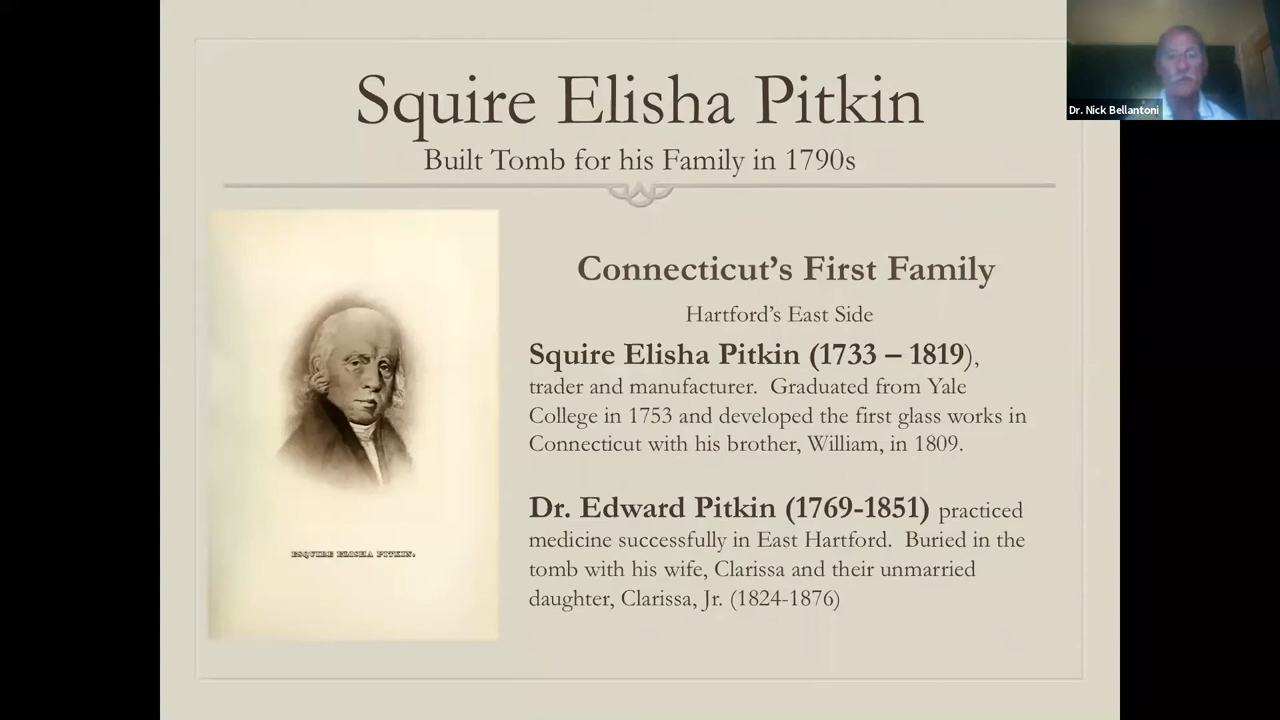 Squire Elisha Pitkin
Built Tomb for his Family in 1790s
Connecticut’s First Family
Hartford’s East Side
Squire Elisha Pitkin (1733 – 1819),
trader and manufacturer. Graduated from Yale
College in 1753 and developed the first glass works in
Connecticut with his brother, William, in 1809.
Dr. Edward Pitkin (1769-1851) practiced
medicine successfully in East Hartford. Buried in the
tomb with his wife, Clarissa and their unmarried
daughter, Clarissa, Jr. (1824-1876)
ESQUIRE ELISHA PITKIN.
Dr. Nick Bellantoni